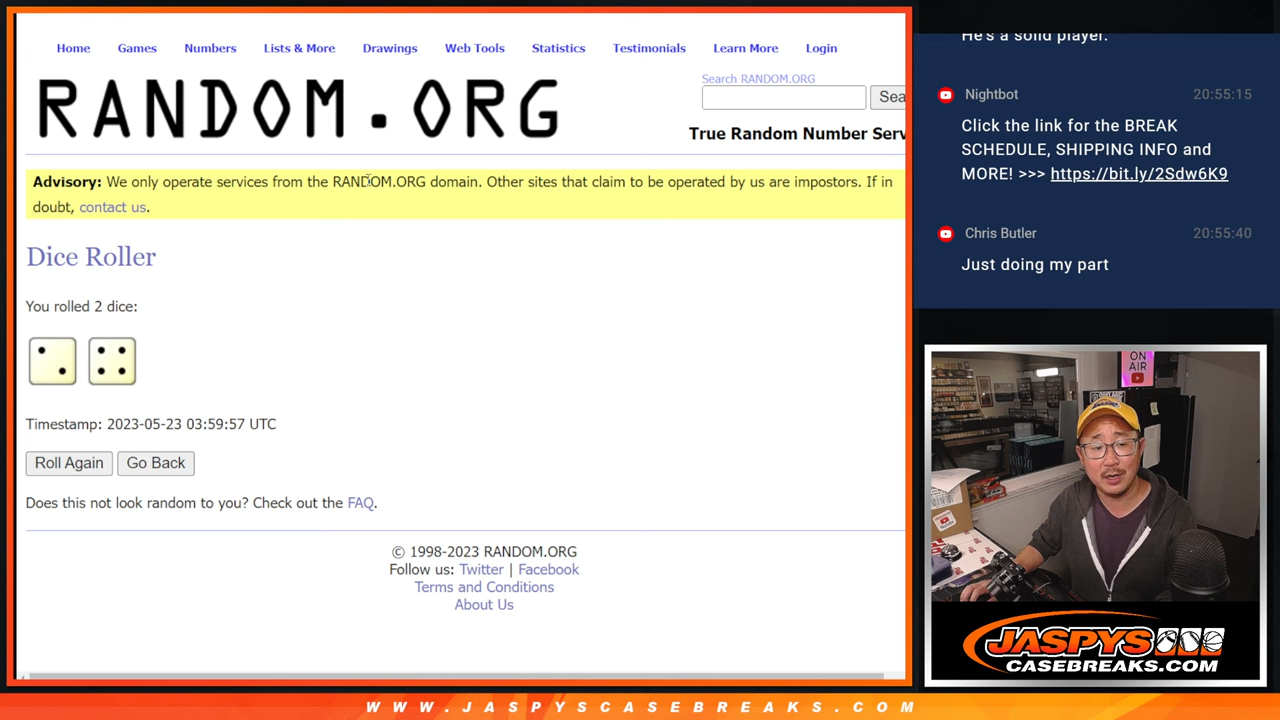 Home Games Numbers Lists & More Drawings Web Tools Statistics Testimonials Learn More Login
RANDOM.ORG
Search RANDOM.ORG
Sea
True Random Number Serv
Advisory: We only operate services from the RANDOM.ORG domain. Other sites that claim to be operated by us are impostors. If in
doubt, contact us.
Dice Roller
You rolled 2 dice:
Timestamp: 2023-05-23 03:59:57 UTC
Roll Again Go Back
Does this not look random to you? Check out the FAQ.
© 1998-2023 RANDOM.ORG
Follow us: Twitter | Facebook
Terms and Conditions
About Us
He's a solid player.
Nightbot 20:55:15
Click the link for the BREAK
SCHEDULE, SHIPPING INFO and
MORE! >>> https://bit.ly/2Sdw6K9
Chris Butler 20:55:40
Just doing my part
ON
AIR
JASPYS
CASEBREAKS.COM
WWW.JASPYSCASEBREAKS.COM